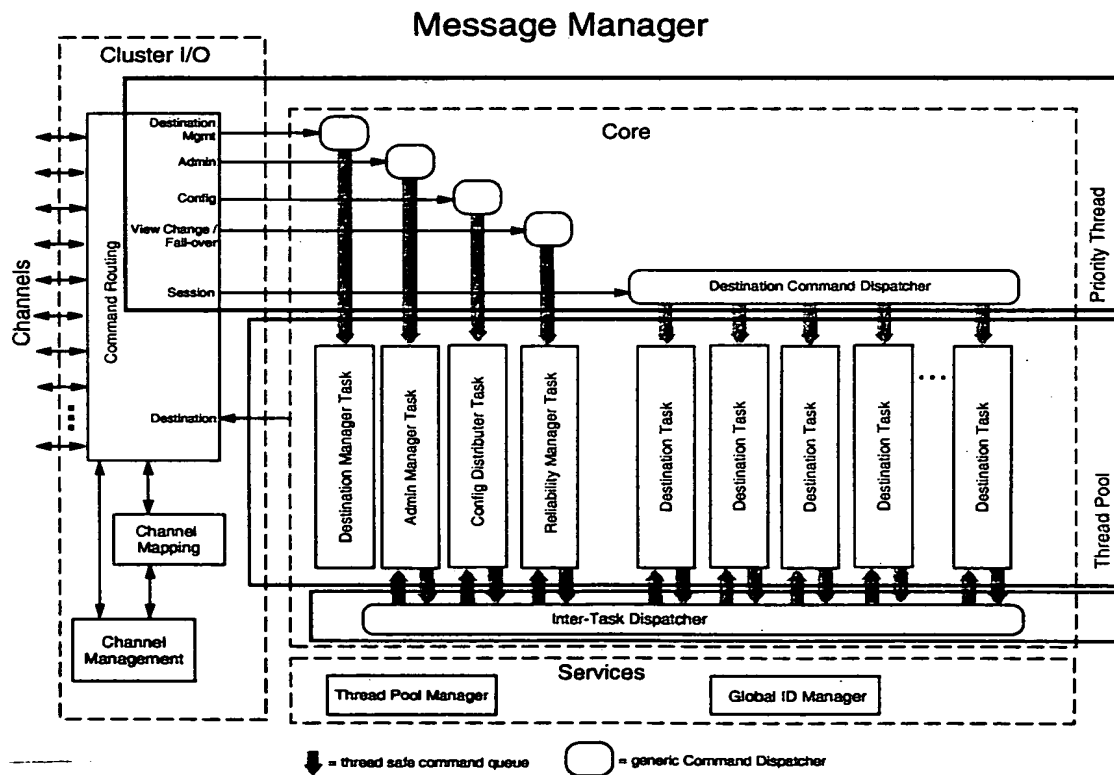 Message Manager
Cluster I/O
Core
Destination
Mgmt
Admin
Config
View Change /
Fail-over
Session
Destination
Command Routing
Channels
Destination Command Dispatcher
Priority Thread
Destination Manager Task
Admin Manager Task
Config Distributer Task
Reliability Manager Task
Destination Task
Destination Task
Destination Task
Destination Task
....
Destination Task
Thread Pool
Channel
Mapping
Channel
Management
Inter-Task Dispatcher
Services
Thread Pool Manager
Global ID Manager
= thread safe command queue
= generic Command Dispatcher